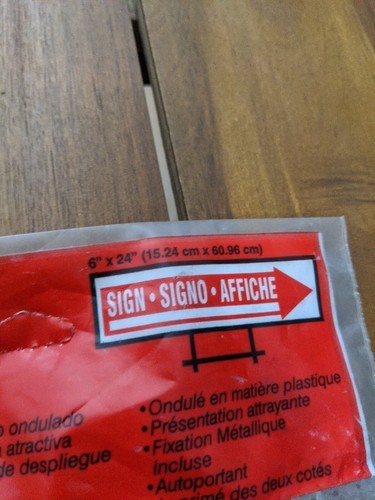 6" x 24" (15.24 cm x 60.96 cm)
SIGN • SIGNO • AFFICHE
ondulado
atractiva
de despliegue
• Ondulé en matière plastique
• Présentation attrayante
• Fixation Métallique
incluse
• Autoportant
des deux cotés